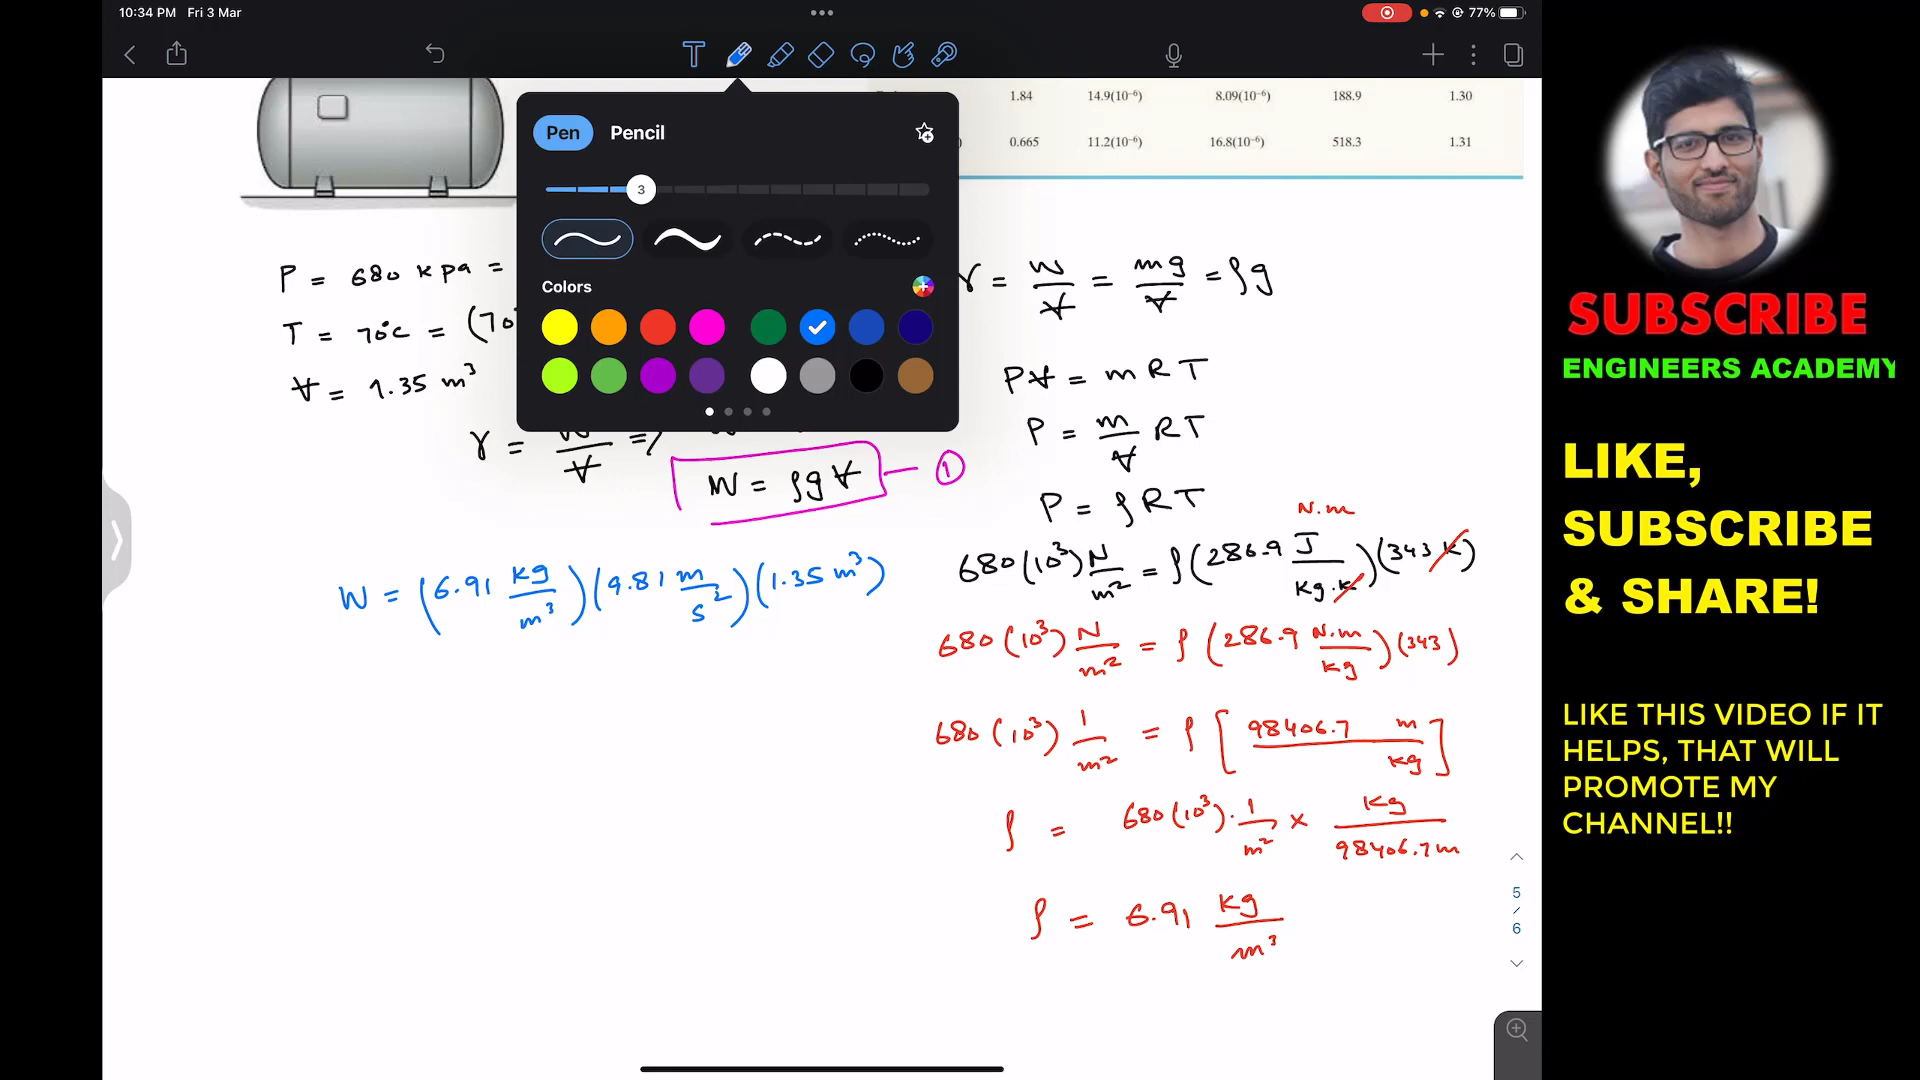 10:34 PM Fri 3 Mar
77%
T
Pen Pencil
3
Colors
1.84 14.9(10⁻⁶) 8.09(10⁻⁶) 188.9 1.30
0.665 11.2(10⁻⁶) 16.8(10⁻⁶) 518.3 1.31
P = 680 kpa =
T = 70°C = (70°
V = 1.35 m³
γ = W/V =>
W = ρgV — ①
W = (6.91 kg/m³)(9.81 m/s²)(1.35 m³)
γ = W/V = mg/V = ρg
PV = mRT
P = m/V RT
P = ρRT
N.m
680(10³) N/m² = ρ(286.9 J/kg.K)(343 K)
680(10³) N/m² = ρ(286.9 N.m/kg)(343)
680(10³) 1/m² = ρ[98406.7 m/kg]
ρ = 680(10³)·1/m² × kg/98406.7m
ρ = 6.91 kg/m³
5/6
SUBSCRIBE
ENGINEERS ACADEMY
LIKE,
SUBSCRIBE
& SHARE!
LIKE THIS VIDEO IF IT
HELPS, THAT WILL
PROMOTE MY
CHANNEL!!